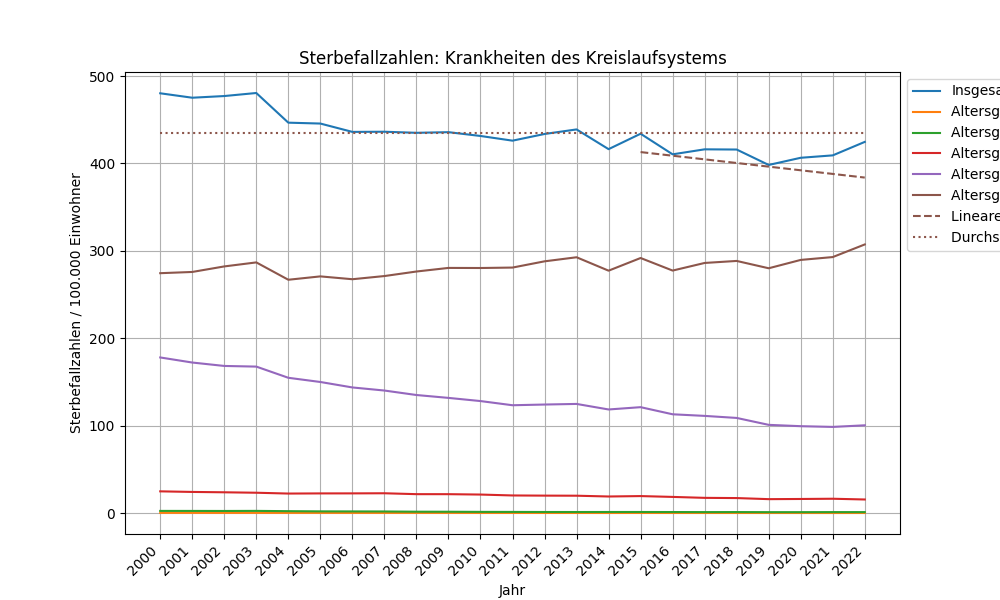 Sterbefallzahlen: Krankheiten des Kreislaufsystems
Sterbefallzahlen / 100.000 Einwohner
500
400
300
200
100
0
2000
2001
2002
2003
2004
2005
2006
2007
2008
2009
2010
2011
2012
2013
2014
2015
2016
2017
2018
2019
2020
2021
2022
Jahr
Insgesa
Altersg
Altersg
Altersg
Altersg
Altersg
Lineare
Durchs